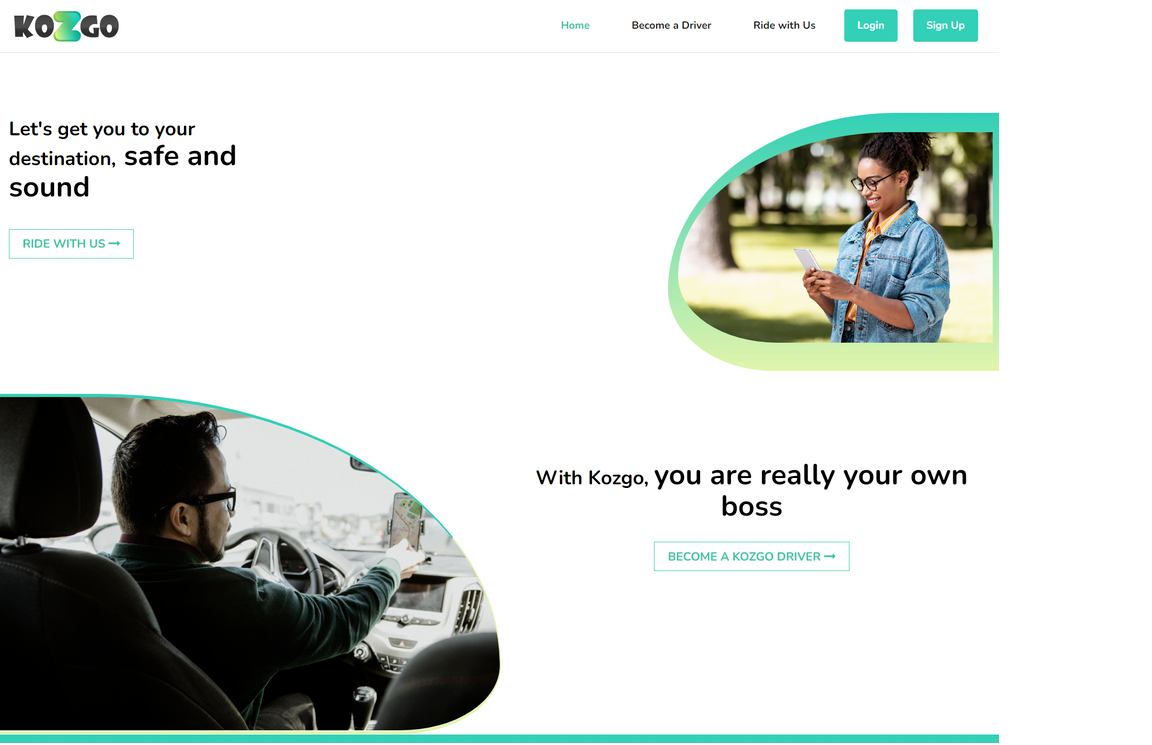 KOZGO
Home
Become a Driver
Ride with Us
Login
Sign Up
Let's get you to your
destination, safe and
sound
RIDE WITH US
With Kozgo, you are really your own
boss
BECOME A KOZGO DRIVER